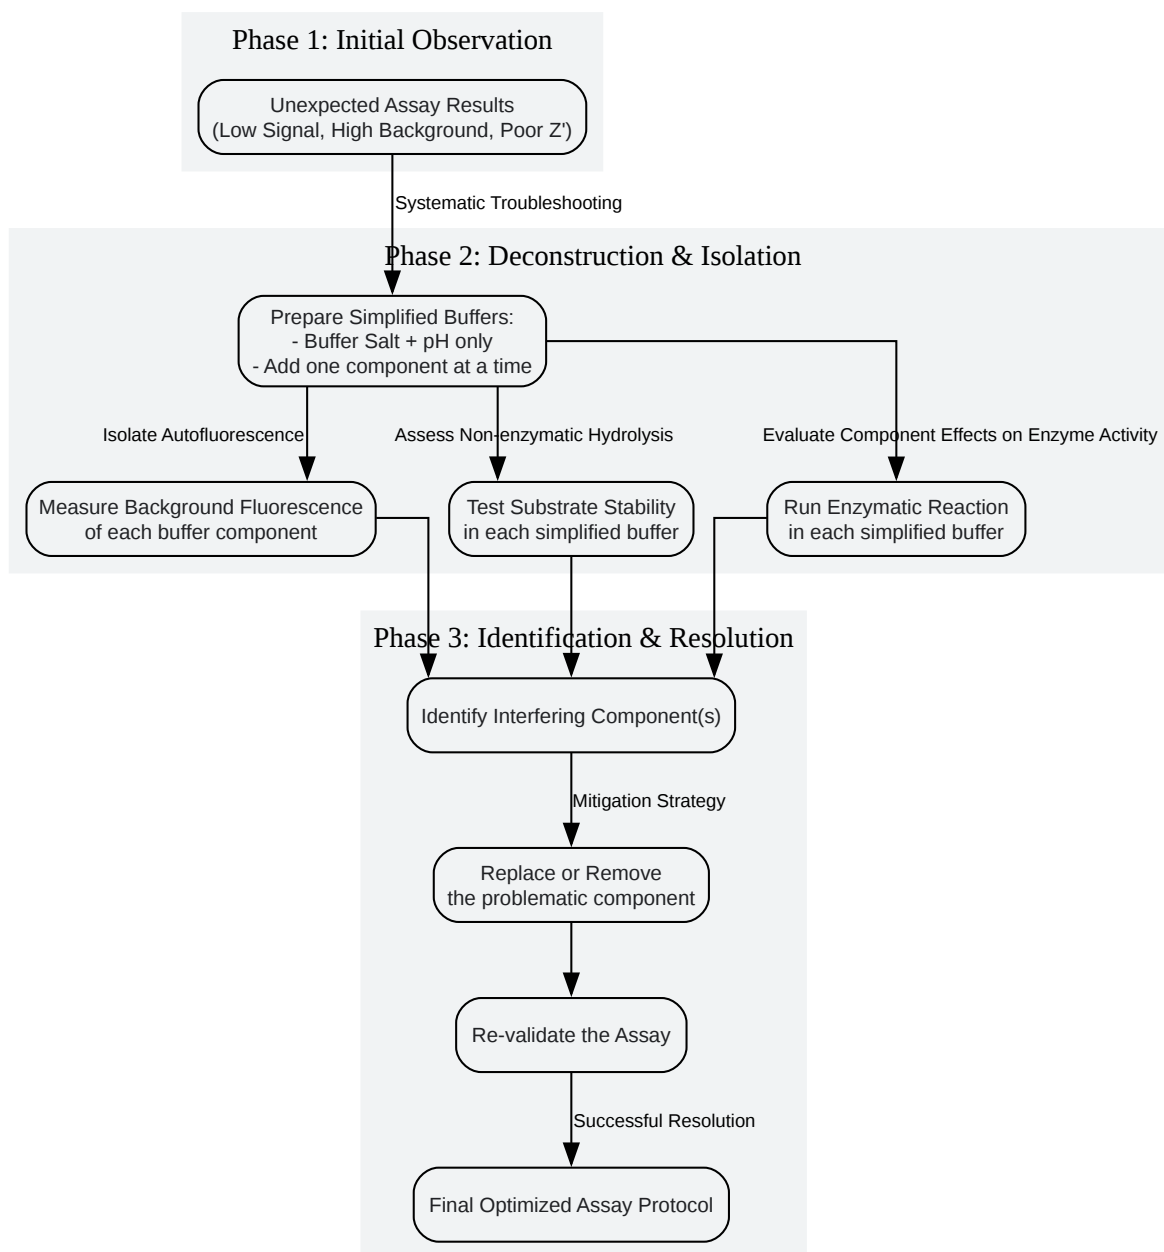 Phase 1: Initial Observation
Unexpected Assay Results
(Low Signal, High Background, Poor Z')
Systematic Troubleshooting
Phase 2: Deconstruction & Isolation
Prepare Simplified Buffers:
- Buffer Salt + pH only
- Add one component at a time
Isolate Autofluorescence
Assess Non-enzymatic Hydrolysis
Evaluate Component Effects on Enzyme Activity
Measure Background Fluorescence
of each buffer component
Test Substrate Stability
in each simplified buffer
Run Enzymatic Reaction
in each simplified buffer
Phase 3: Identification & Resolution
Identify Interfering Component(s)
Mitigation Strategy
Replace or Remove
the problematic component
Re-validate the Assay
Successful Resolution
Final Optimized Assay Protocol